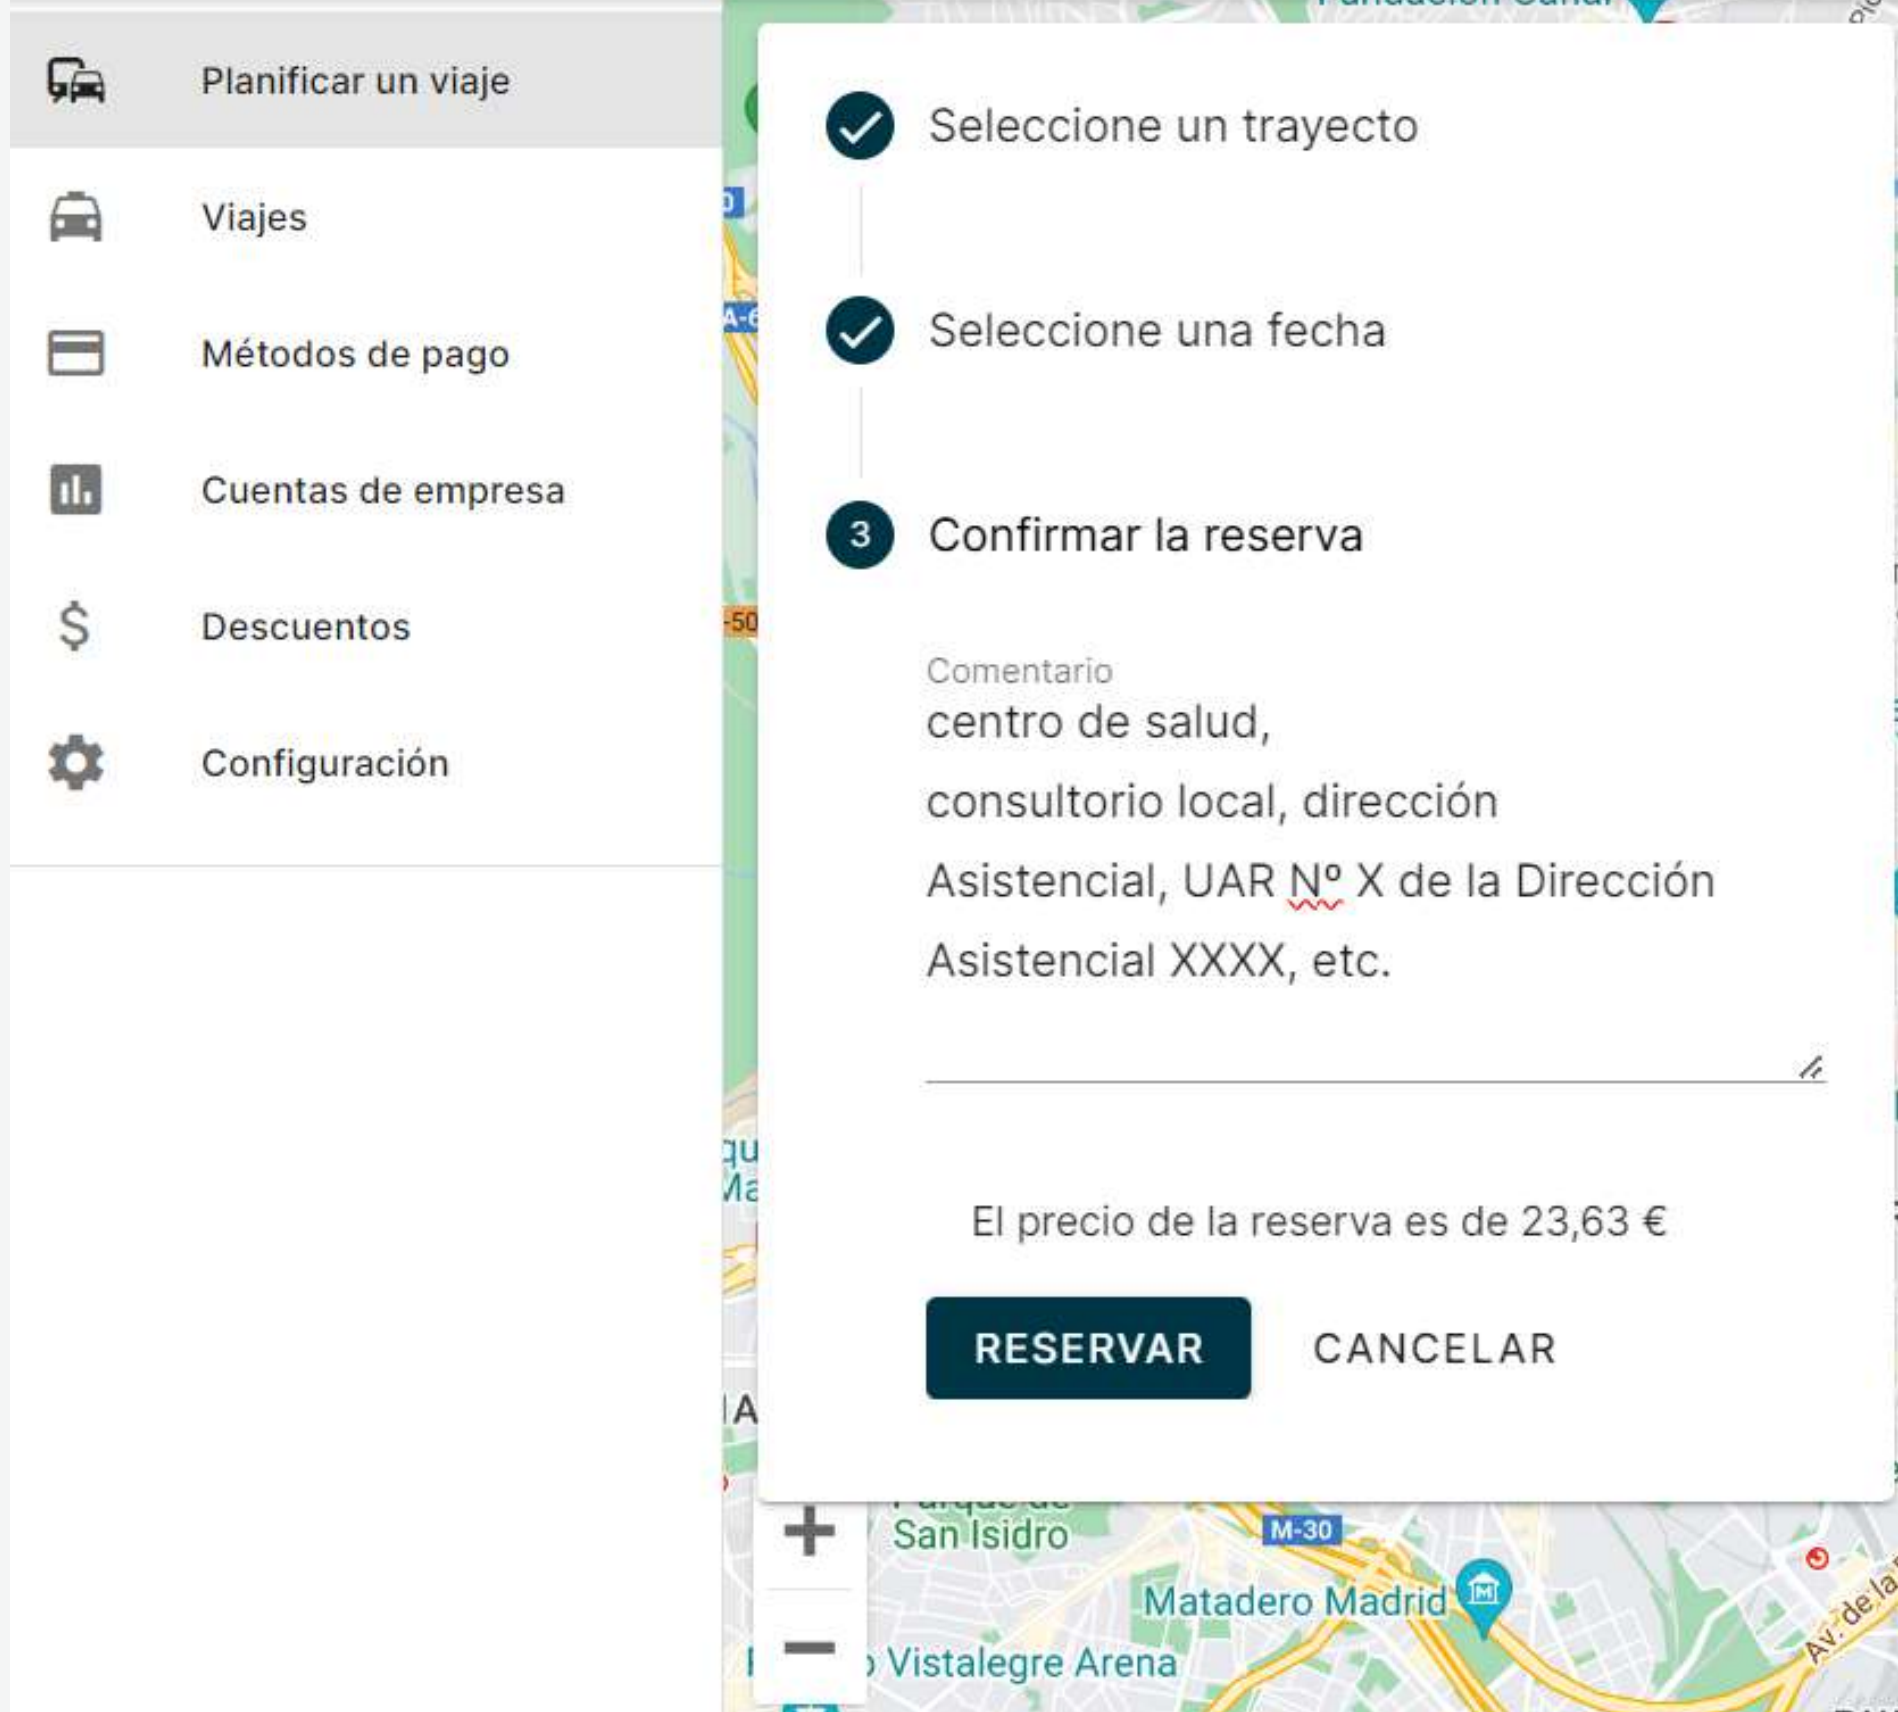 Planificar un viaje
Viajes
Métodos de pago
Cuentas de empresa
Descuentos
Configuración
Seleccione un trayecto
Seleccione una fecha
3 Confirmar la reserva
Comentario
centro de salud,
consultorio local, dirección
Asistencial, UAR Nº X de la Dirección
Asistencial XXXX, etc.
El precio de la reserva es de 23,63 €
RESERVAR CANCELAR
San Isidro
M-30
Matadero Madrid
Vistalegre Arena
Av. de la